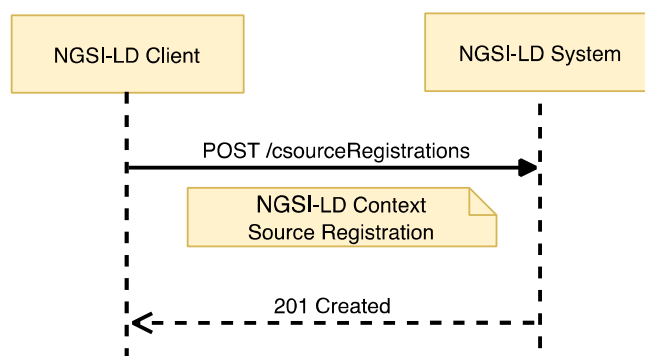 NGSI-LD Client
NGSI-LD System
POST /csourceRegistrations
NGSI-LD Context
Source Registration
201 Created